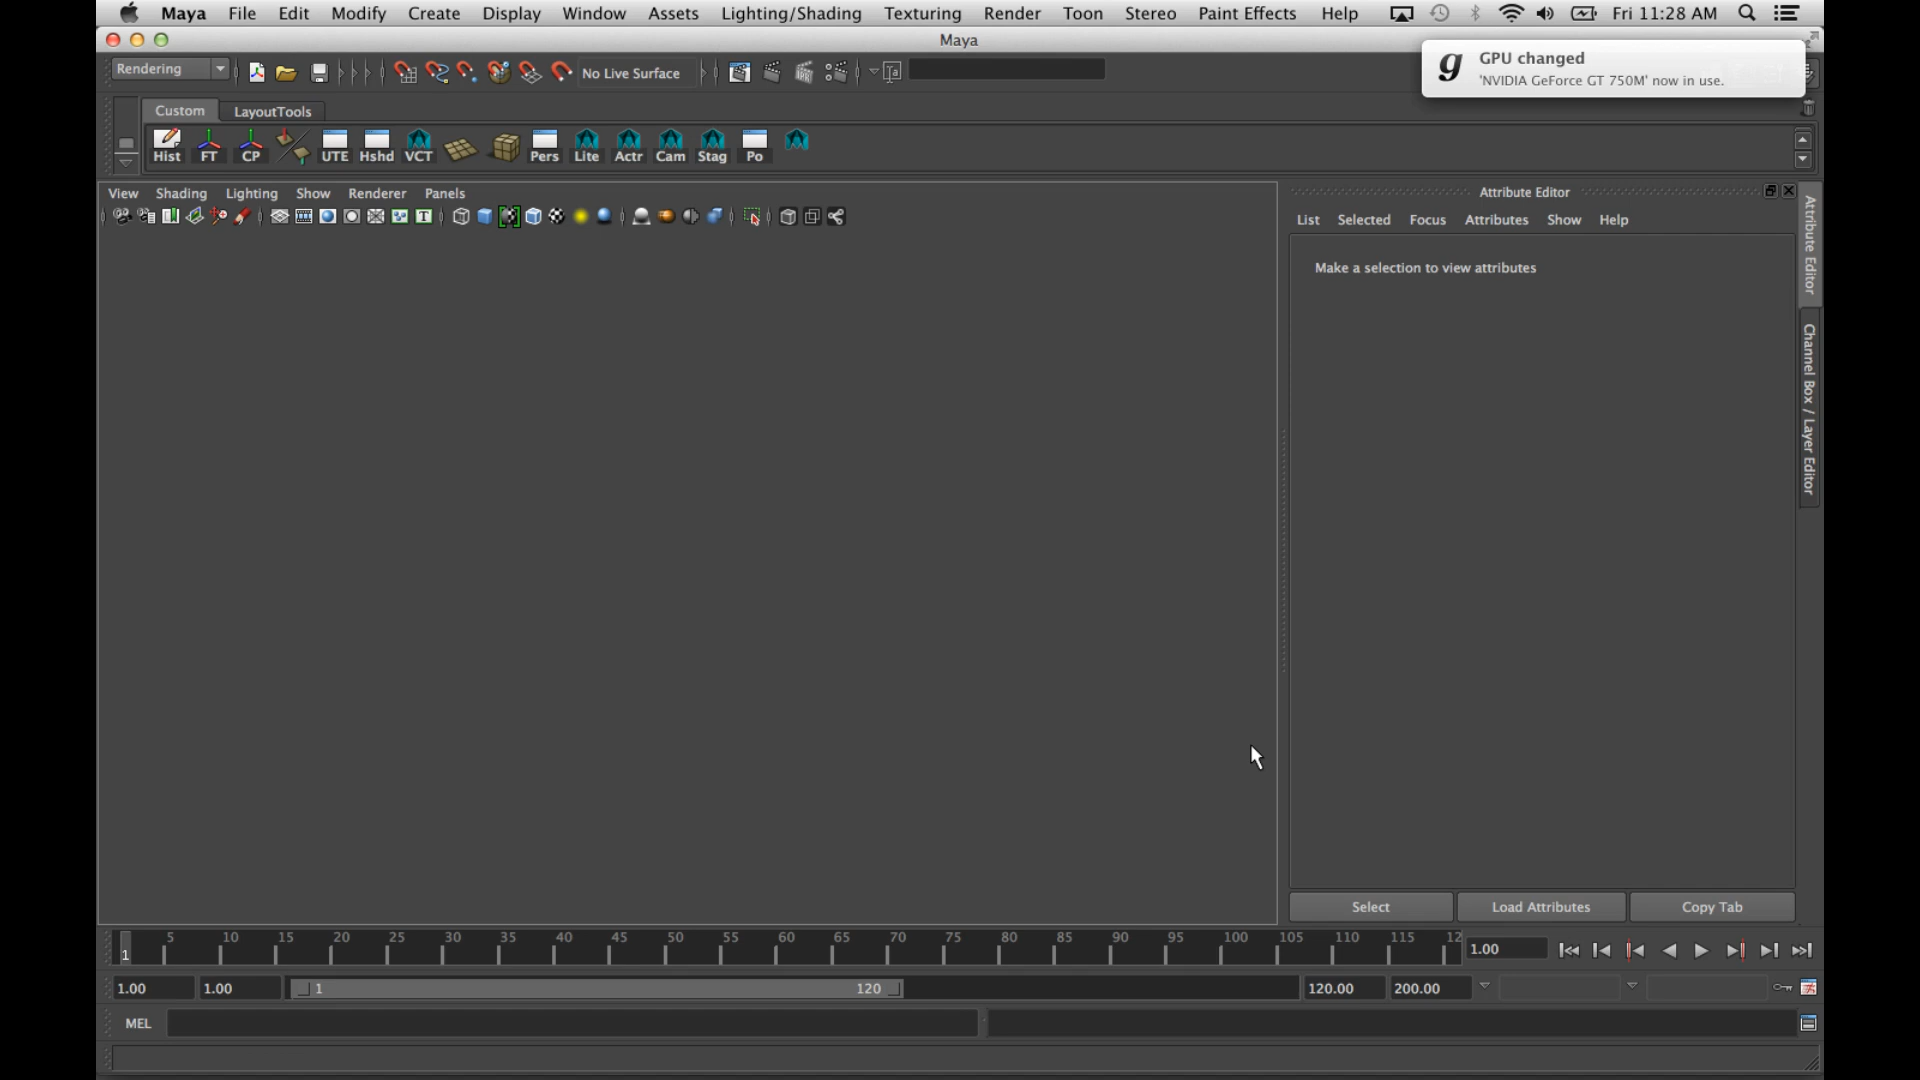 Maya File Edit Modify Create Display Window Assets Lighting/Shading Texturing Render Toon Stereo Paint Effects Help Fri 11:28 AM
Maya
g GPU changed
'NVIDIA GeForce GT 750M' now in use.
Rendering No Live Surface
Custom LayoutTools
Hist FT CP UTE Hshd VCT Pers Lite Actr Cam Stag Po
View Shading Lighting Show Renderer Panels
Attribute Editor
List Selected Focus Attributes Show Help
Make a selection to view attributes
Attribute Editor
Channel Box / Layer Editor
Select Load Attributes Copy Tab
1 5 10 15 20 25 30 35 40 45 50 55 60 65 70 75 80 85 90 95 100 105 110 115 12 1.00
1.00 1.00 1 120 120.00 200.00
MEL